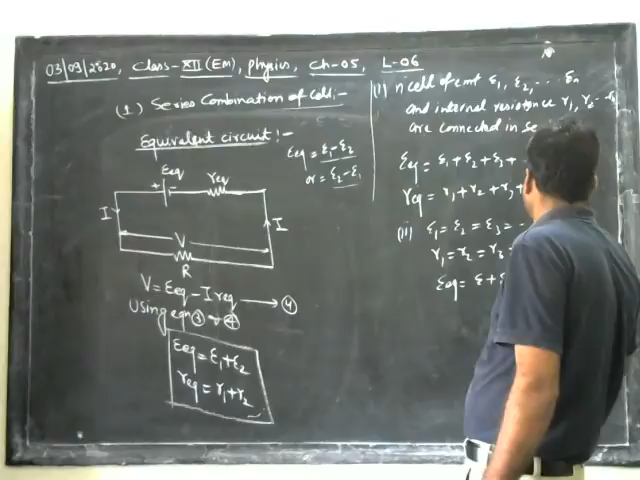 03/09/2020, Class-XII (EM), Physics, Ch-05, L-06
(1) Series Combination of cell:-
Equivalent circuit:-
Eeq = ε1-ε2
or = ε2-ε1
Eeq
+ -
req
I
I
V
R
V = Eeq - I req → ④
Using eqn ③ & ④
Eeq = ε1+ε2
req = r1+r2
(i) n cell of emf ε1, ε2, ... εn
and internal resistance r1, r2 ...
are connected in
Eeq = ε1 + ε2 + ε3 +
req = r1 + r2 + r3 +
(ii) ε1 = ε2 = ε3 =
r1 = r2 = r3
Eeq = ε +